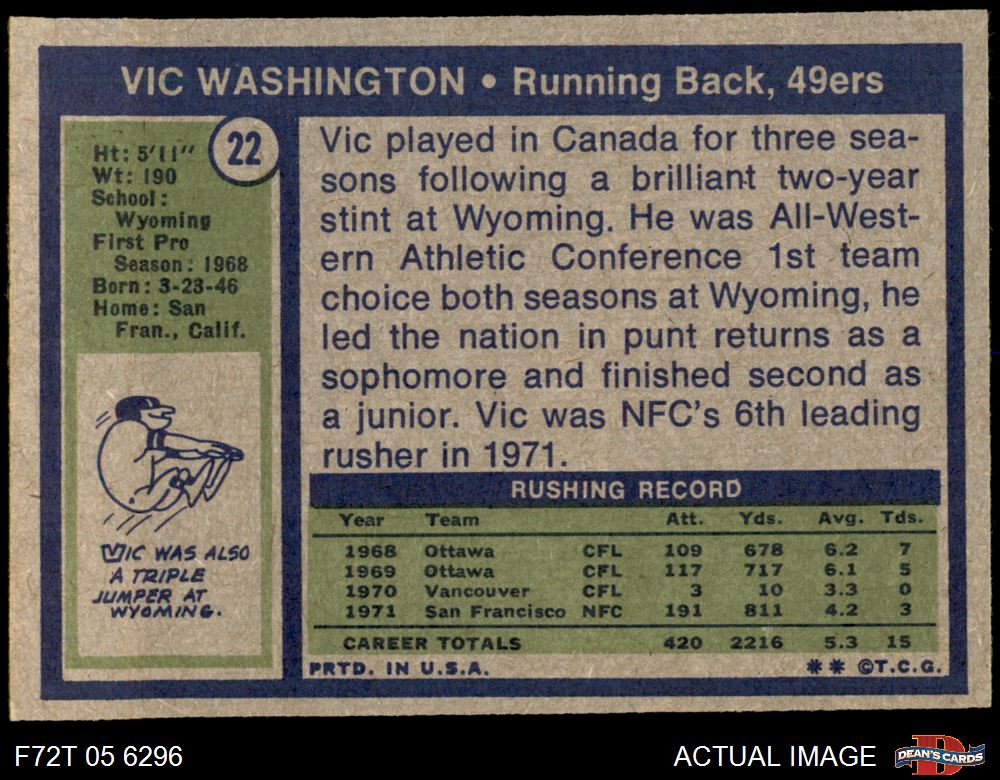 VIC WASHINGTON • Running Back, 49ers
22
Ht: 5'11"
Wt: 190
School:
Wyoming
First Pro
Season: 1968
Born: 3-23-46
Home: San
Fran., Calif.
VIC WAS ALSO
A TRIPLE
JUMPER AT
WYOMING.
Vic played in Canada for three sea-
sons following a brilliant two-year
stint at Wyoming. He was All-West-
ern Athletic Conference 1st team
choice both seasons at Wyoming, he
led the nation in punt returns as a
sophomore and finished second as
a junior. Vic was NFC's 6th leading
rusher in 1971.
RUSHING RECORD
Year Team Att. Yds. Avg. Tds.
1968 Ottawa CFL 109 678 6.2 7
1969 Ottawa CFL 117 717 6.1 5
1970 Vancouver CFL 3 10 3.3 0
1971 San Francisco NFC 191 811 4.2 3
CAREER TOTALS 420 2216 5.3 15
PRTD. IN U.S.A. ** ©T.C.G.
F72T 05 6296 ACTUAL IMAGE
D
DEAN'S CARDS